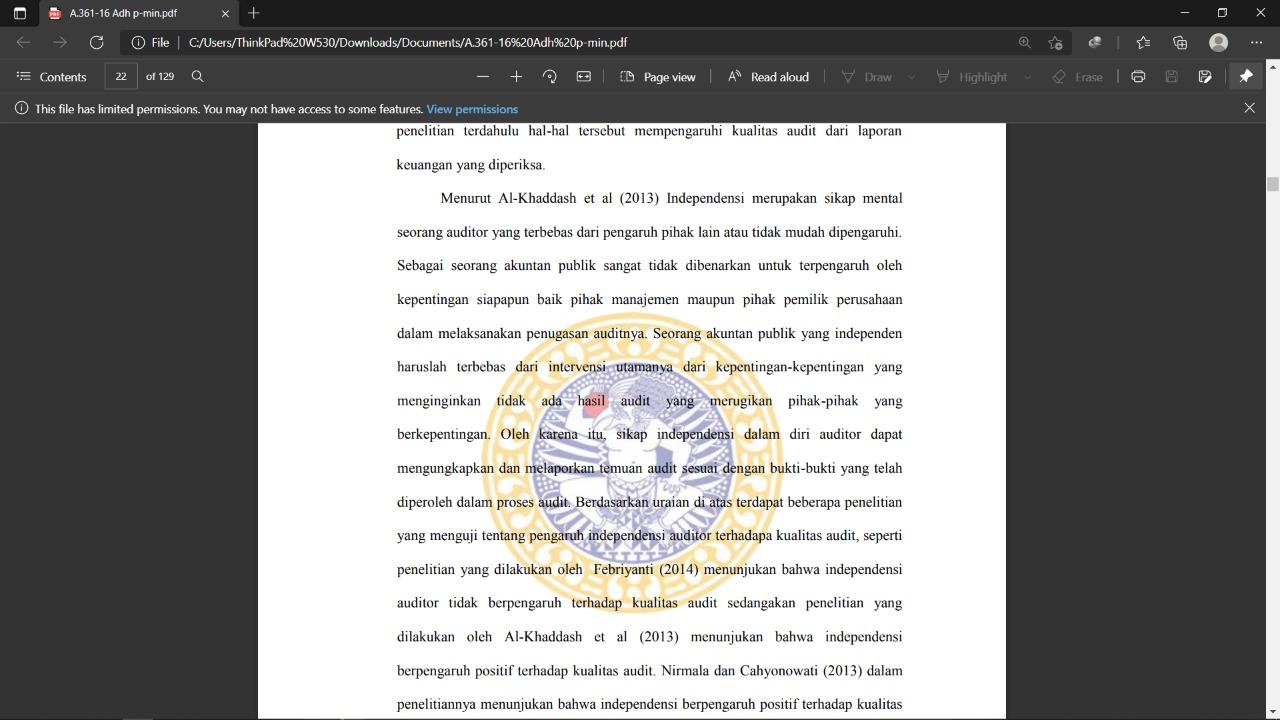 A.361-16 Adh p-min.pdf
File
C:/Users/ThinkPad%20W530/Downloads/Documents/A.361-16%20Adh%20p-min.pdf
Contents
22
of 129
Page view
Read aloud
Draw
Highlight
Erase
This file has limited permissions. You may not have access to some features. View permissions
penelitian terdahulu hal-hal tersebut mempengaruhi kualitas audit dari laporan
keuangan yang diperiksa.
Menurut Al-Khaddash et al (2013) Independensi merupakan sikap mental
seorang auditor yang terbebas dari pengaruh pihak lain atau tidak mudah dipengaruhi.
Sebagai seorang akuntan publik sangat tidak dibenarkan untuk terpengaruh oleh
kepentingan siapapun baik pihak manajemen maupun pihak pemilik perusahaan
dalam melaksanakan penugasan auditnya. Seorang akuntan publik yang independen
haruslah terbebas dari intervensi utamanya dari kepentingan-kepentingan yang
menginginkan tidak ada hasil audit yang merugikan pihak-pihak yang
berkepentingan. Oleh karena itu, sikap independensi dalam diri auditor dapat
mengungkapkan dan melaporkan temuan audit sesuai dengan bukti-bukti yang telah
diperoleh dalam proses audit. Berdasarkan uraian di atas terdapat beberapa penelitian
yang menguji tentang pengaruh independensi auditor terhadapa kualitas audit, seperti
penelitian yang dilakukan oleh Febriyanti (2014) menunjukan bahwa independensi
auditor tidak berpengaruh terhadap kualitas audit sedangakan penelitian yang
dilakukan oleh Al-Khaddash et al (2013) menunjukan bahwa independensi
berpengaruh positif terhadap kualitas audit. Nirmala dan Cahyonowati (2013) dalam
penelitiannya menunjukan bahwa independensi berpengaruh positif terhadap kualitas